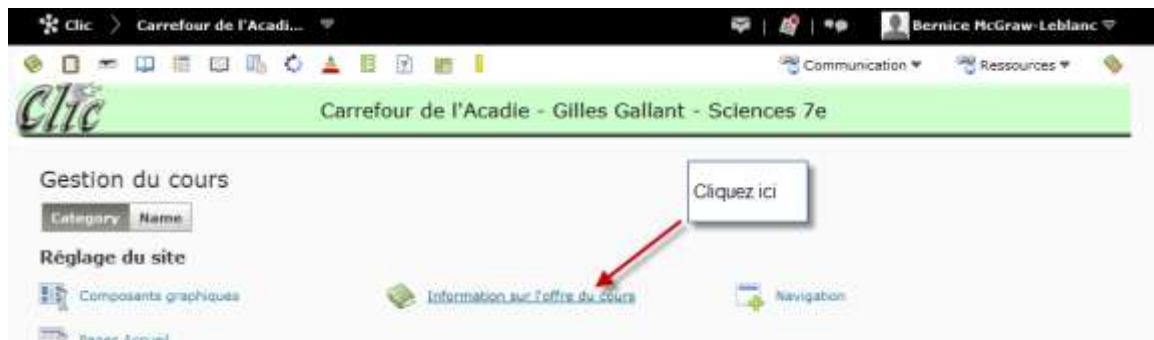 Clic > Carrefour de l'Acadi... Bernice McGraw-Leblanc
Communication Ressources
Clic Carrefour de l'Acadie - Gilles Gallant - Sciences 7e
Gestion du cours
Cliquez ici
Category Name
Réglage du site
Composants graphiques Information sur l'offre du cours Navigation
Pages Accueil